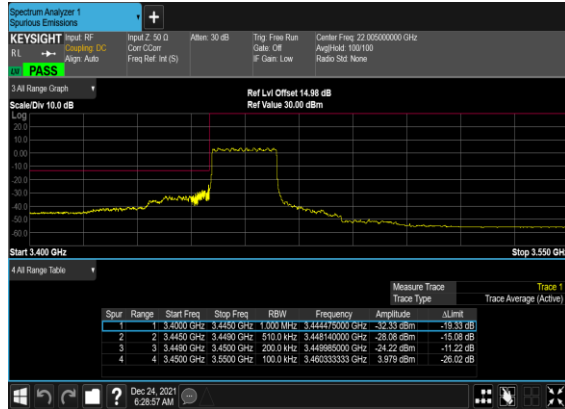 Spectrum Analyzer 1
Spurious Emissions
+
KEYSIGHT Input: RF Input Z: 50 Ω Atten: 30 dB Trig: Free Run Center Freq: 22.005000000 GHz
RL Coupling: DC Corr CCorr Gate: Off Avg|Hold: 100/100
Align: Auto Freq Ref: Int (S) IF Gain: Low Radio Std: None
PASS
3 All Range Graph
Ref Lvl Offset 14.98 dB
Scale/Div 10.0 dB Ref Value 30.00 dBm
Log
20.0
10.0
0.00
-10.0
-20.0
-30.0
-40.0
-50.0
-60.0
Start 3.400 GHz Stop 3.550 GHz
4 All Range Table
Measure Trace Trace 1
Trace Type Trace Average (Active)
Spur Range Start Freq Stop Freq RBW Frequency Amplitude ΔLimit
1 1 3.4000 GHz 3.4450 GHz 1.000 MHz 3.444475000 GHz -32.33 dBm -19.33 dB
2 2 3.4450 GHz 3.4490 GHz 510.0 kHz 3.448140000 GHz -28.08 dBm -15.08 dB
3 3 3.4490 GHz 3.4500 GHz 200.0 kHz 3.449985000 GHz -24.22 dBm -11.22 dB
4 4 3.4500 GHz 3.5500 GHz 100.0 kHz 3.460333333 GHz 3.979 dBm -26.02 dB
? Dec 24, 2021
6:28:57 AM